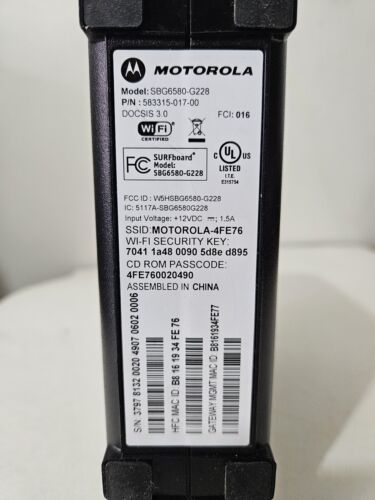 MOTOROLA
Model: SBG6580-G228
P/N : 583315-017-00
DOCSIS 3.0
FCI: 016
Wi Fi
CERTIFIED
FC
SURFboard®
Model: SBG6580-G228
c UL US
LISTED
I.T.E.
E315754
FCC ID : W5HSBG6580-G228
IC: 5117A-SBG6580G228
Input Voltage: +12VDC ⎓; 1.5A
SSID:MOTOROLA-4FE76
WI-FI SECURITY KEY:
7041 1a48 0090 5d8e d895
CD ROM PASSCODE:
4FE760020490
ASSEMBLED IN CHINA
S/N: 3797 8132 0020 4907 0602 0006
HFC MAC ID: B8 16 19 34 FE 76
GATEWAY MGMT MAC ID: B8161934FE77